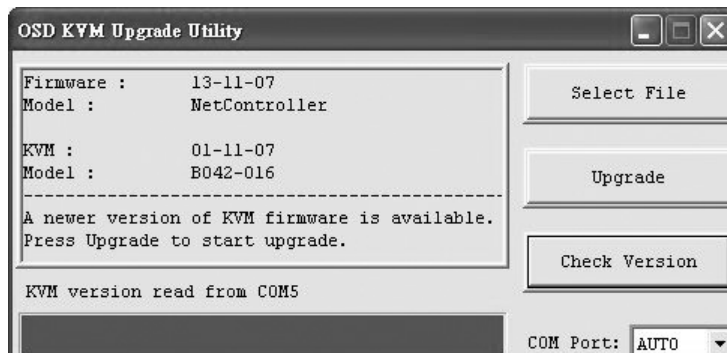 OSD KVM Upgrade Utility
Firmware : 13-11-07
Model : NetController
KVM : 01-11-07
Model : B042-016
A newer version of KVM firmware is available.
Press Upgrade to start upgrade.
KVM version read from COM5
Select File
Upgrade
Check Version
COM Port: AUTO